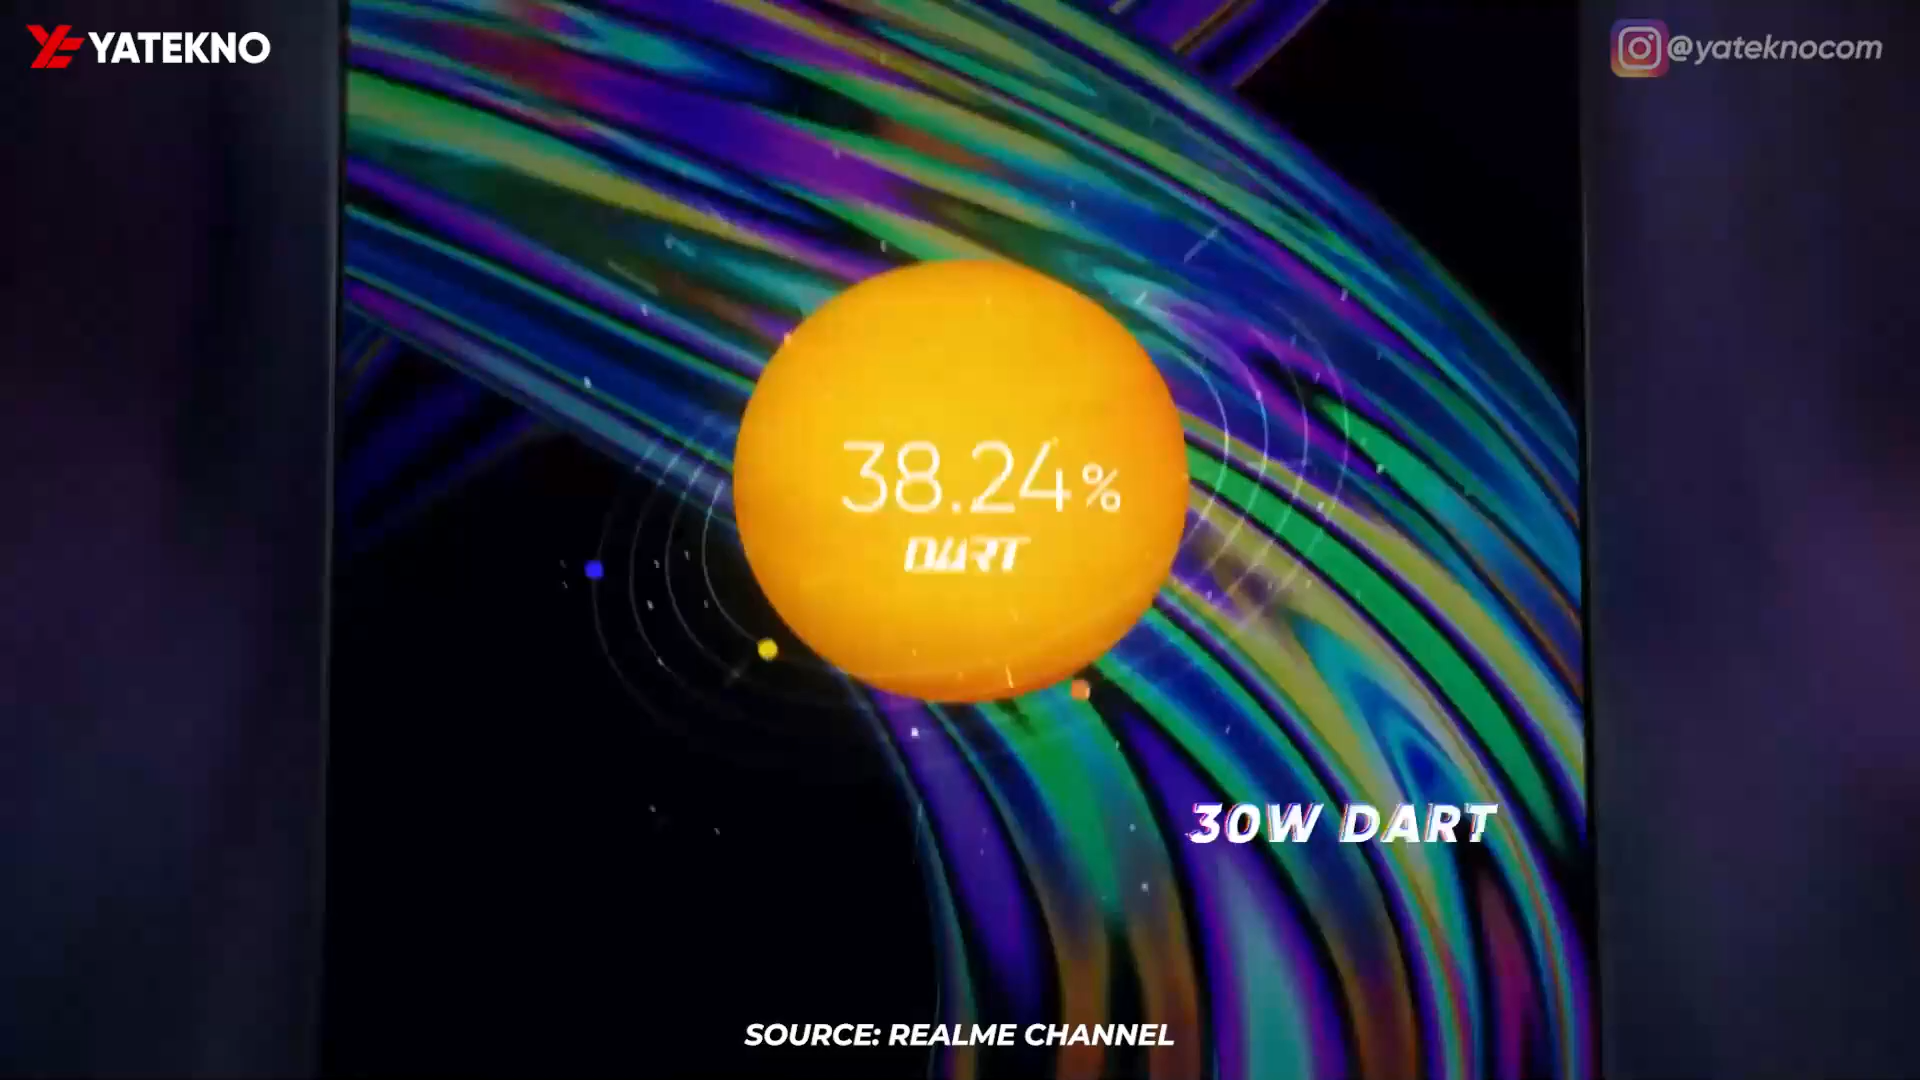 YATEKNO
@yateknocom
38.24%
DART
30W DART
SOURCE: REALME CHANNEL